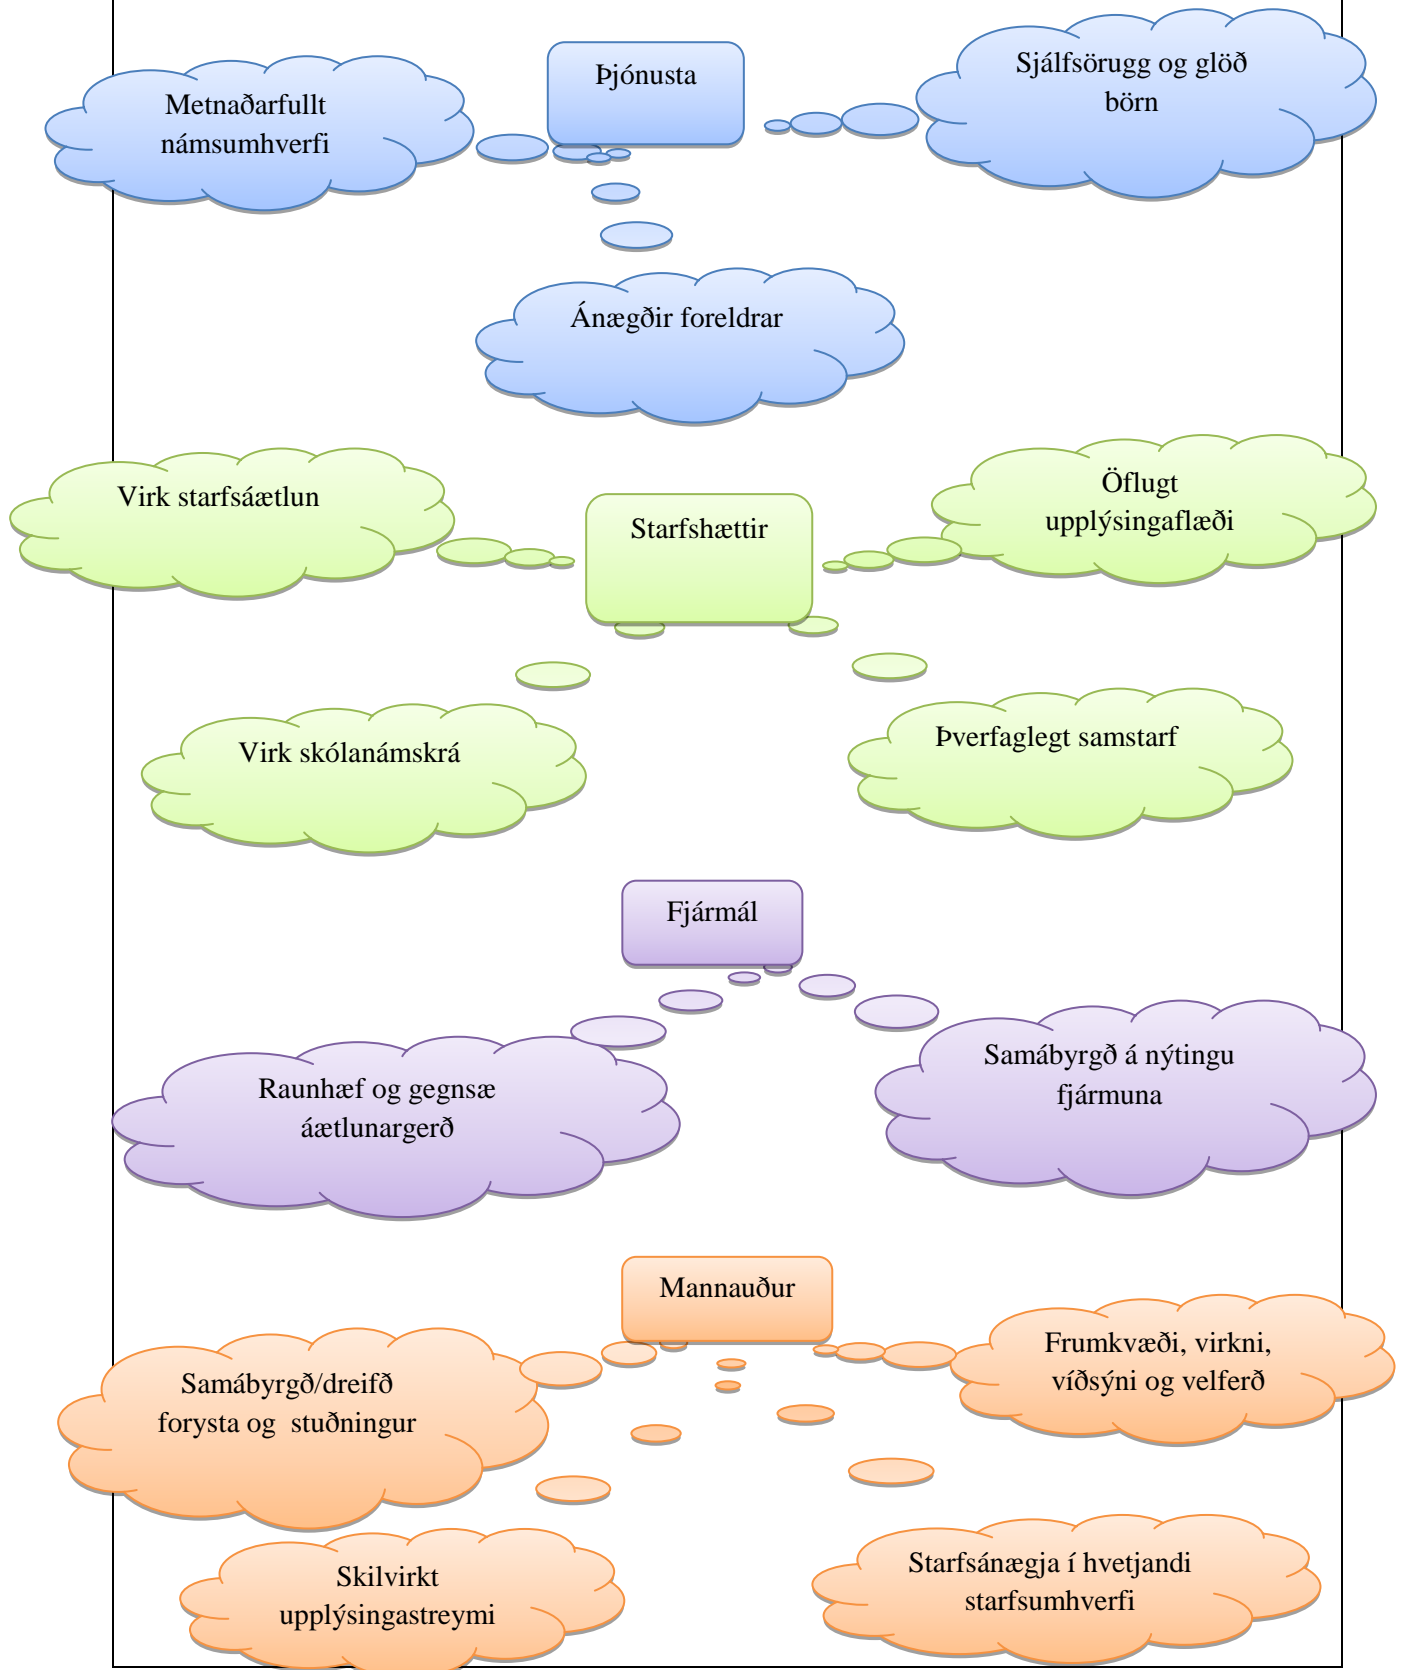 Þjónusta
Metnaðarfullt
námsumhverfi
Sjálfsörugg og glöð
börn
Ánægðir foreldrar
Virk starfsáætlun
Starfshættir
Öflugt
upplýsingaflæði
Virk skólanámskrá
Þverfaglegt samstarf
Fjármál
Raunhæf og gegnsæ
áætlunargerð
Samábyrgð á nýtingu
fjármuna
Mannauður
Samábyrgð/dreifð
forysta og  stuðningur
Frumkvæði, virkni,
víðsýni og velferð
Skilvirkt
upplýsingastreymi
Starfsánægja í hvetjandi
starfsumhverfi